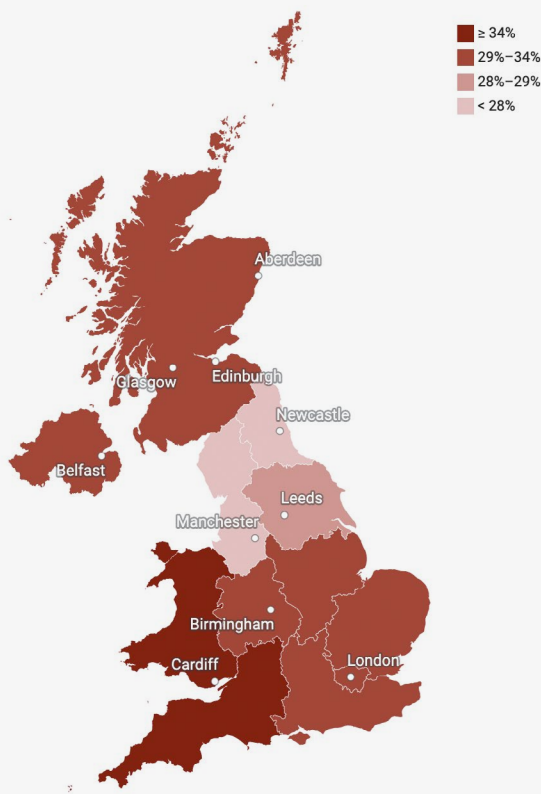 ≥ 34%
29%–34%
28%–29%
< 28%
Aberdeen
Edinburgh
Glasgow
Newcastle
Belfast
Leeds
Manchester
Birmingham
Cardiff
London